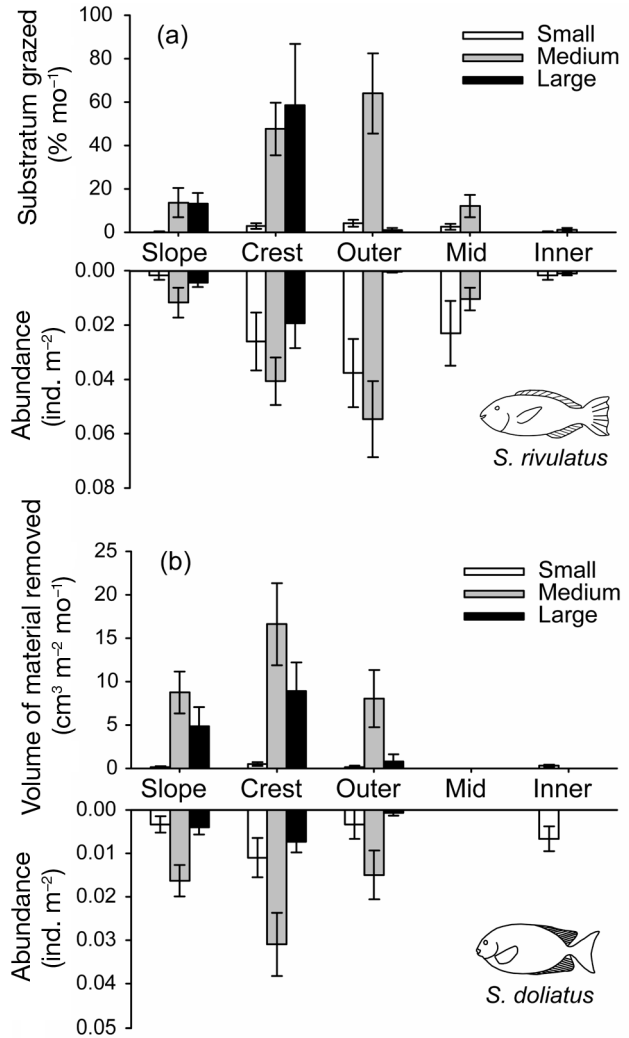 (a)
Small
Medium
Large
Substratum grazed
(% mo⁻¹)
100
80
60
40
20
0
Slope Crest Outer Mid Inner
Abundance
(ind. m⁻²)
0.00
0.02
0.04
0.06
0.08
S. rivulatus
(b)
Small
Medium
Large
Volume of material removed
(cm³ m⁻² mo⁻¹)
25
20
15
10
5
0
Slope Crest Outer Mid Inner
Abundance
(ind. m⁻²)
0.00
0.01
0.02
0.03
0.04
0.05
S. doliatus